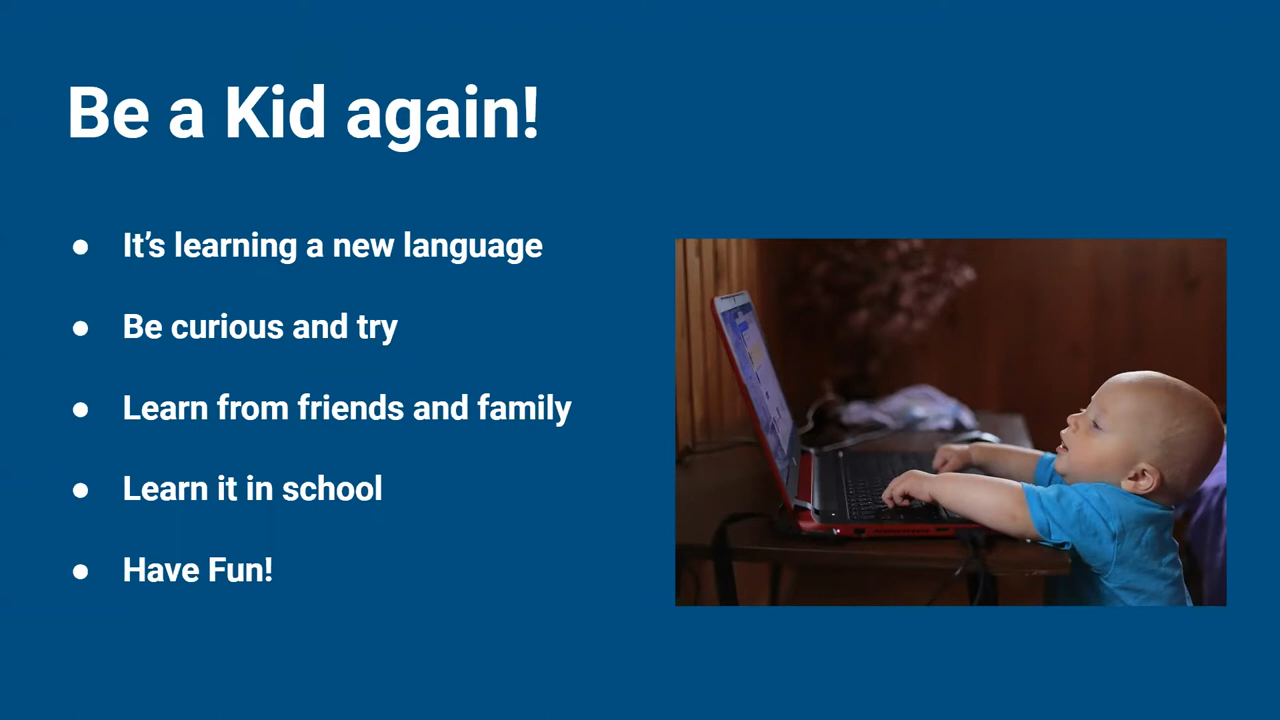 Be a Kid again!
● It’s learning a new language
● Be curious and try
● Learn from friends and family
● Learn it in school
● Have Fun!